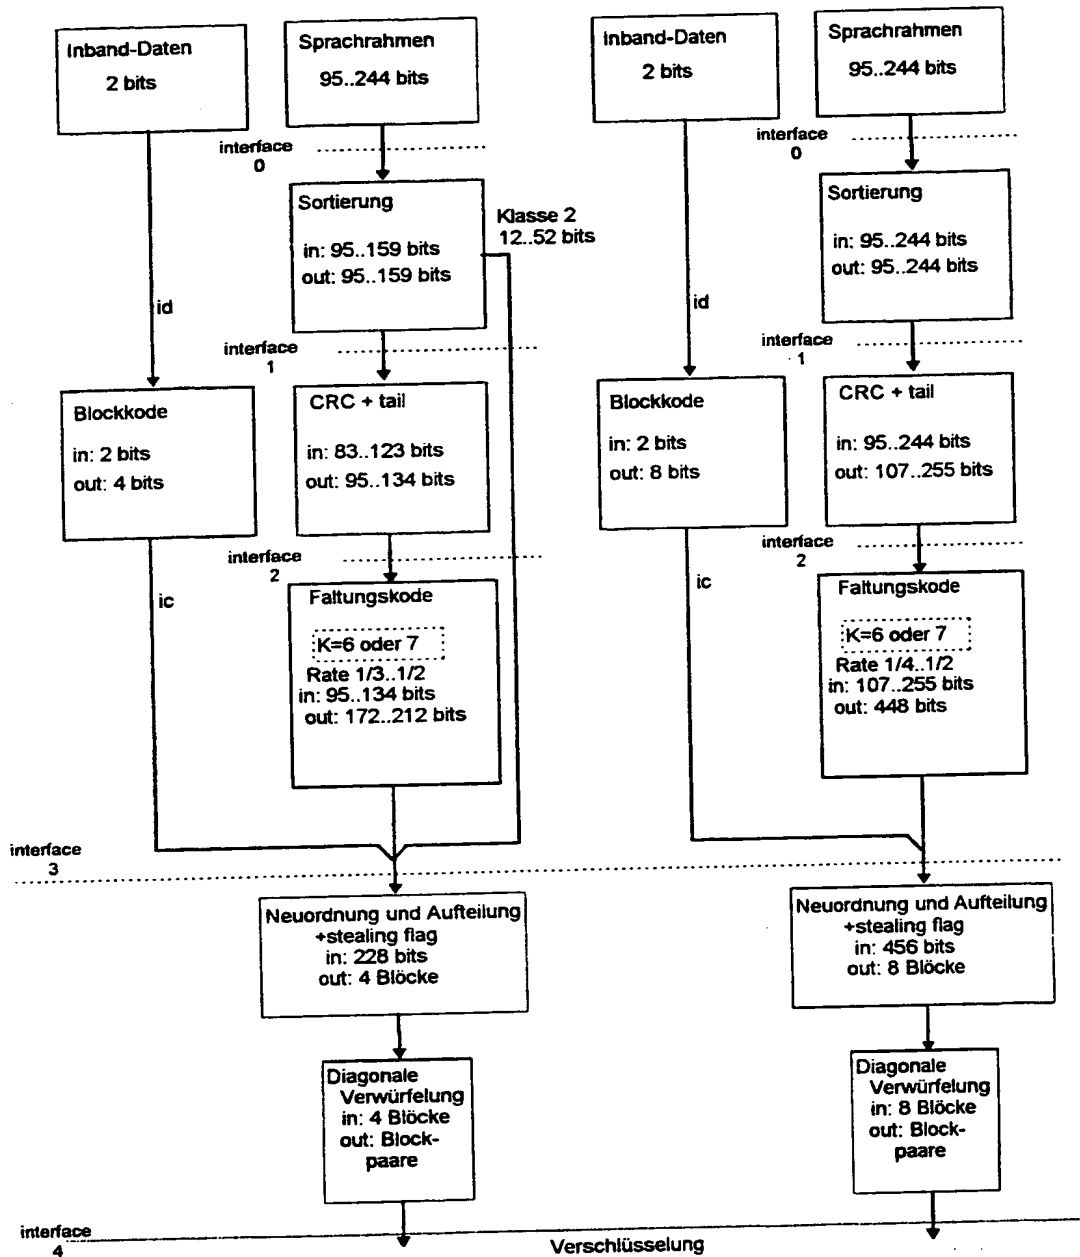 Inband-Daten
2 bits
Sprachrahmen
95..244 bits
interface
0
Sortierung
in: 95..159 bits
out: 95..159 bits
Klasse 2
12..52 bits
id
interface
1
Blockkode
in: 2 bits
out: 4 bits
CRC + tail
in: 83..123 bits
out: 95..134 bits
interface
2
ic
Faltungskode
K=6 oder 7
Rate 1/3..1/2
in: 95..134 bits
out: 172..212 bits
Inband-Daten
2 bits
Sprachrahmen
95..244 bits
interface
0
Sortierung
in: 95..244 bits
out: 95..244 bits
id
interface
1
Blockkode
in: 2 bits
out: 8 bits
CRC + tail
in: 95..244 bits
out: 107..255 bits
interface
2
ic
Faltungskode
K=6 oder 7
Rate 1/4..1/2
in: 107..255 bits
out: 448 bits
interface
3
Neuordnung und Aufteilung
+stealing flag
in: 228 bits
out: 4 Blöcke
Diagonale
Verwürfelung
in: 4 Blöcke
out: Block-
paare
Neuordnung und Aufteilung
+stealing flag
in: 456 bits
out: 8 Blöcke
Diagonale
Verwürfelung
in: 8 Blöcke
out: Block-
paare
interface
4
Verschlüsselung